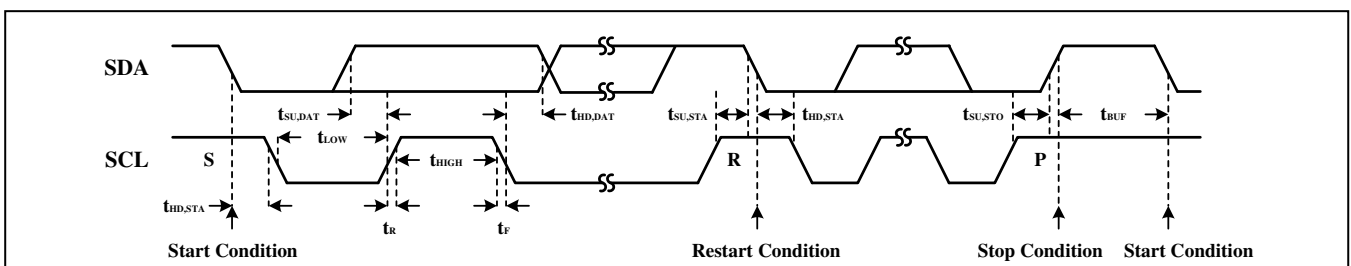 SDA
tSU,DAT
tHD,DAT
tSU,STA
tHD,STA
tSU,STO
tBUF
tLOW
SCL
S
tHIGH
R
P
tHD,STA
tR
tF
Start Condition
Restart Condition
Stop Condition
Start Condition